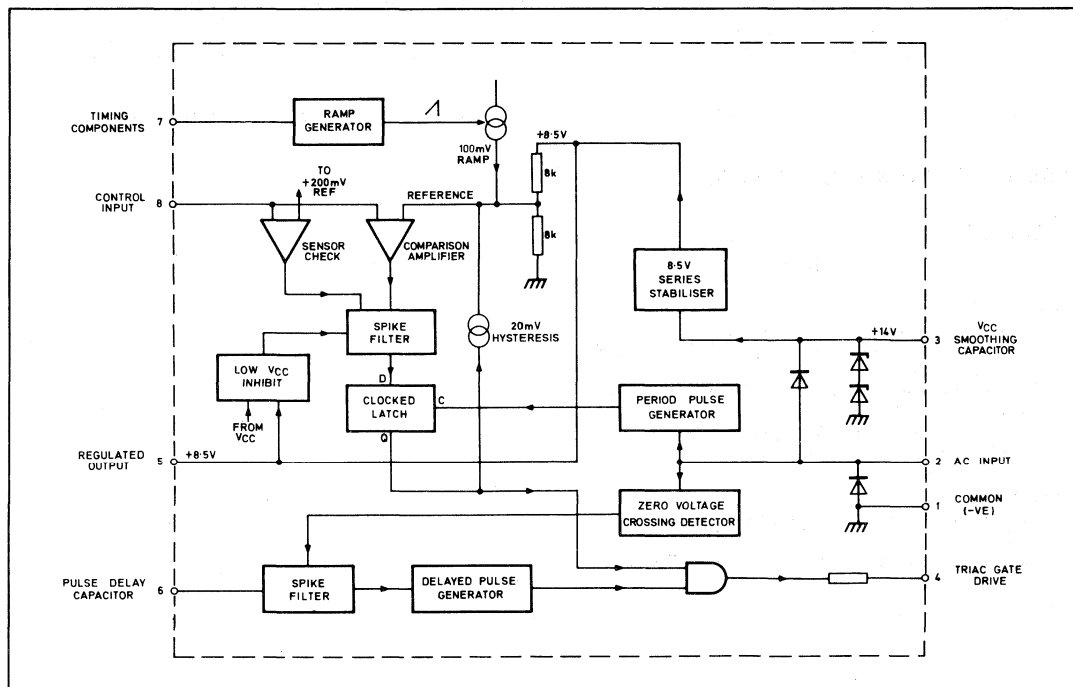 TIMING
COMPONENTS 7
RAMP
GENERATOR
100mV
RAMP
+8·5V
8k
8k
TO
+200mV
REF
CONTROL
INPUT 8
REFERENCE
SENSOR
CHECK
COMPARISON
AMPLIFIER
8·5V
SERIES
STABILISER
SPIKE
FILTER
20mV
HYSTERESIS
+14V
3 VCC
SMOOTHING
CAPACITOR
LOW VCC
INHIBIT
FROM
VCC
D
CLOCKED
LATCH
C
Q
PERIOD PULSE
GENERATOR
REGULATED
OUTPUT 5
+8·5V
2 AC INPUT
ZERO VOLTAGE
CROSSING DETECTOR
1 COMMON
(-VE)
PULSE DELAY
CAPACITOR 6
SPIKE
FILTER
DELAYED PULSE
GENERATOR
4 TRIAC GATE
DRIVE